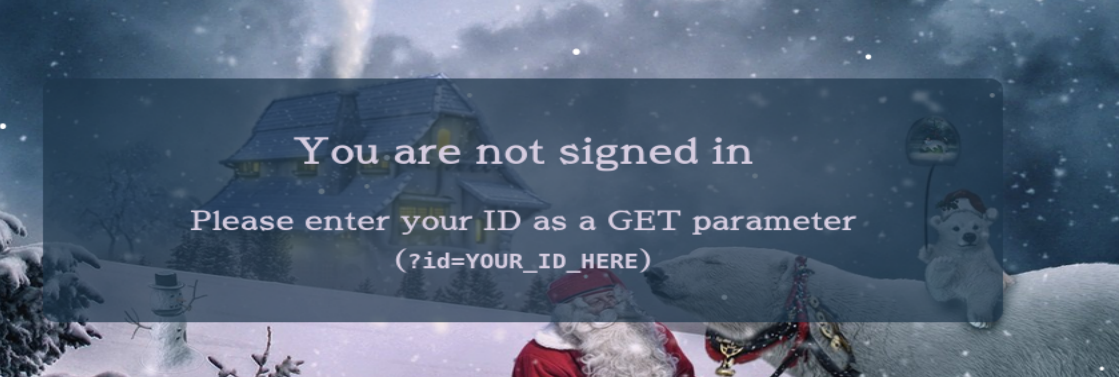 You are not signed in
Please enter your ID as a GET parameter
(?id=YOUR_ID_HERE)